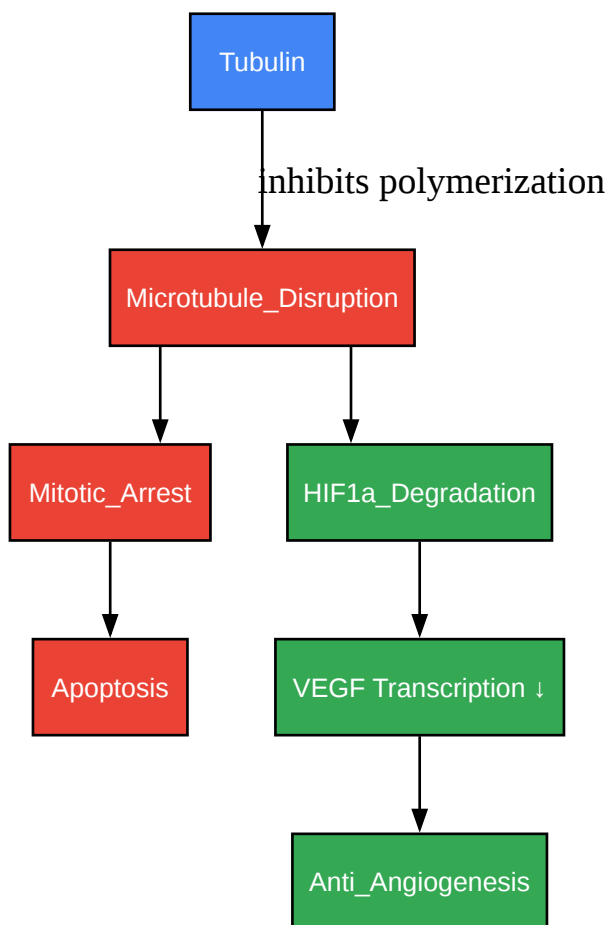 Tubulin
inhibits polymerization
Microtubule_Disruption
Mitotic_Arrest
HIF1a_Degradation
Apoptosis
VEGF Transcription ↓
Anti_Angiogenesis